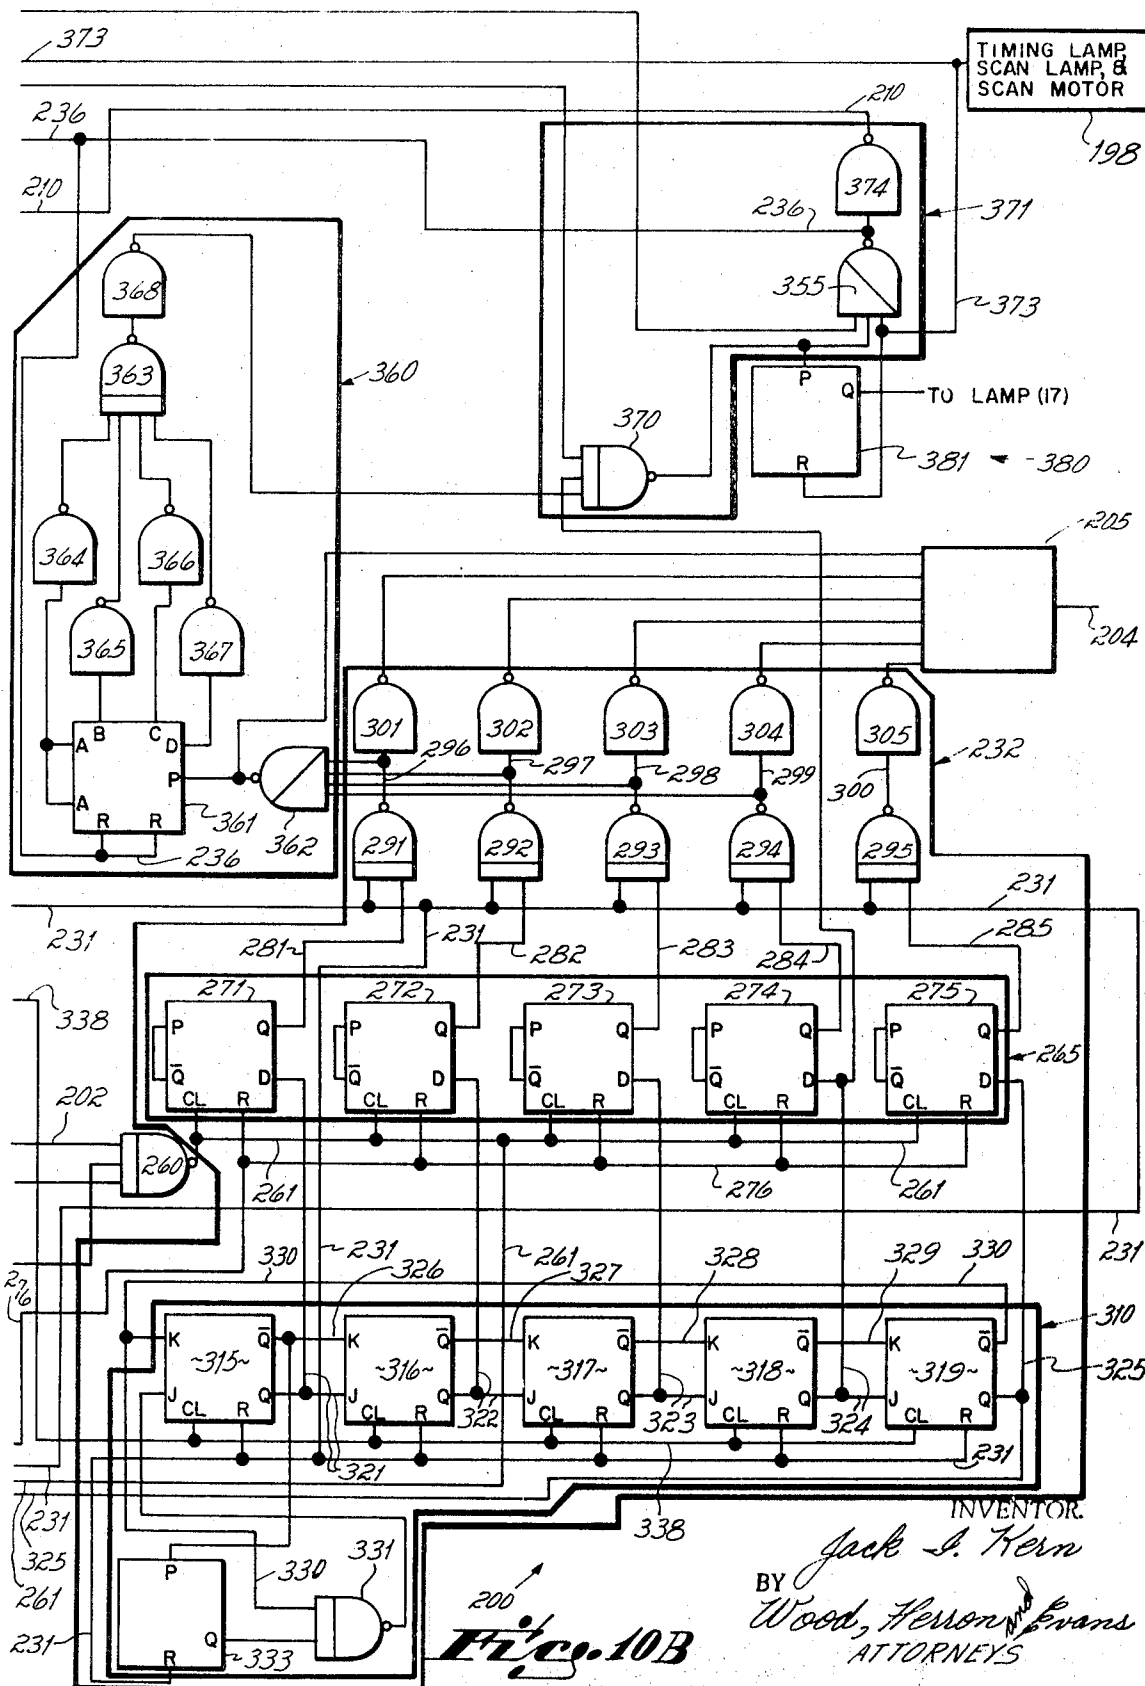 373
TIMING LAMP,
SCAN LAMP, &
SCAN MOTOR
210
236
198
210
374
371
236
368
355
373
363
360
P
Q
TO LAMP (17)
370
381
380
R
205
364
366
365
367
204
301
302
303
304
305
232
B
C
A
D
296
297
298
299
300
P
A
361
R
R
362
236
291
292
293
294
295
231
231
281
231
282
283
284
285
271
272
273
274
275
338
P Q P Q P Q P Q P Q
265
Q̄ D Q̄ D Q̄ D Q̄ D Q̄ D
202
CL R CL R CL R CL R CL R
260
261
276
261
231
330
231
326
261
327
328
329
330
276
310
K Q̄ K Q̄ K Q̄ K Q̄ K Q̄
~315~ ~316~ ~317~ ~318~ ~319~
325
J Q J Q J Q J Q J Q
CL R CL R CL R CL R CL R
322
323
324
321
231
231
338
325
261
INVENTOR.
Jack I. Kern
BY
Wood, Herron and Evans
ATTORNEYS
P
330
331
200
231
Q
R
333
Fig. 10B